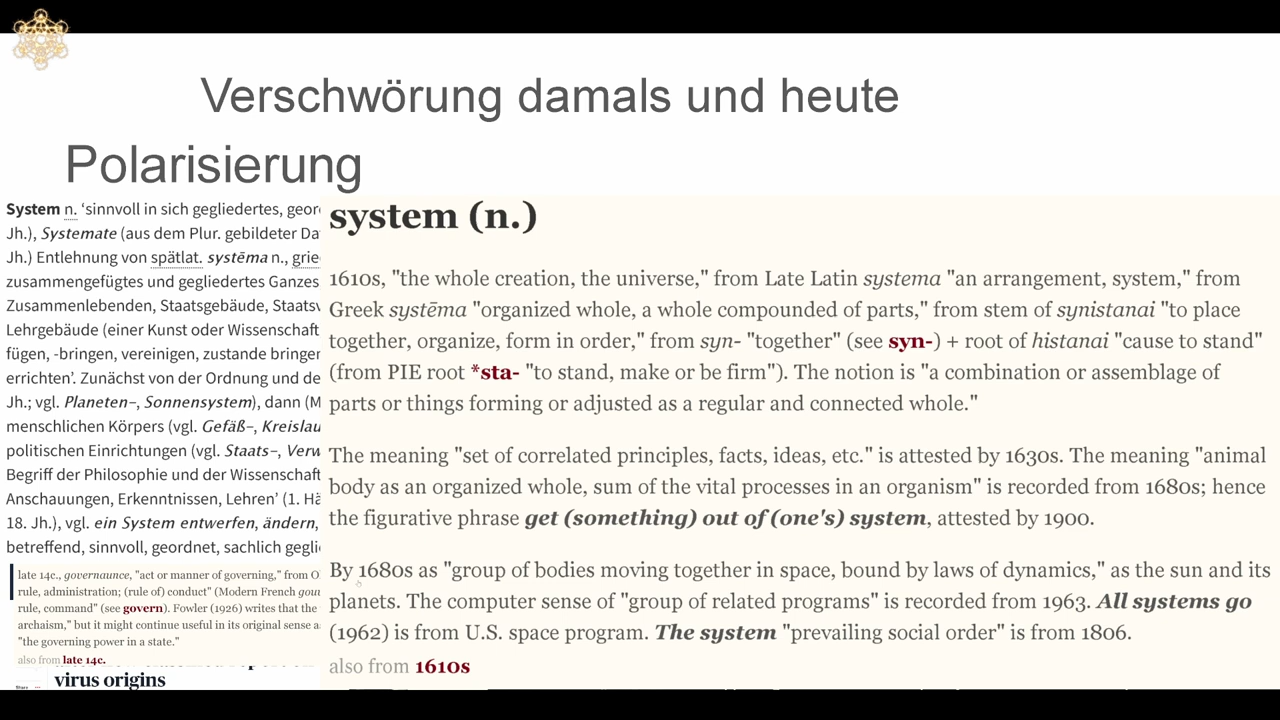 Verschwörung damals und heute
Polarisierung
System n. ‘sinnvoll in sich gegliedertes, geor
Jh.), Systemate (aus dem Plur. gebildeter Da
Jh.) Entlehnung von spätlat. systēma n., grie
zusammengefügtes und gegliedertes Ganzes
Zusammenlebenden, Staatsgebäude, Staatsv
Lehrgebäude (einer Kunst oder Wissenschaft
fügen, -bringen, vereinigen, zustande bringen
errichten’. Zunächst von der Ordnung und de
Jh.; vgl. Planeten-, Sonnensystem), dann (M
menschlichen Körpers (vgl. Gefäß-, Kreislau
politischen Einrichtungen (vgl. Staats-, Verw
Begriff der Philosophie und der Wissenschaft
Anschauungen, Erkenntnissen, Lehren’ (1. Hä
18. Jh.), vgl. ein System entwerfen, ändern,
betreffend, sinnvoll, geordnet, sachlich gegli
late 14c., governaunce, "act or manner of governing," from O
rule, administration; (rule of) conduct" (Modern French gou
rule, command" (see govern). Fowler (1926) writes that the
archaism," but it might continue useful in its original sense a
"the governing power in a state."
also from late 14c.
virus origins
system (n.)
1610s, "the whole creation, the universe," from Late Latin systema "an arrangement, system," from
Greek systēma "organized whole, a whole compounded of parts," from stem of synistanai "to place
together, organize, form in order," from syn- "together" (see syn-) + root of histanai "cause to stand"
(from PIE root *sta- "to stand, make or be firm"). The notion is "a combination or assemblage of
parts or things forming or adjusted as a regular and connected whole."
The meaning "set of correlated principles, facts, ideas, etc." is attested by 1630s. The meaning "animal
body as an organized whole, sum of the vital processes in an organism" is recorded from 1680s; hence
the figurative phrase get (something) out of (one's) system, attested by 1900.
By 1680s as "group of bodies moving together in space, bound by laws of dynamics," as the sun and its
planets. The computer sense of "group of related programs" is recorded from 1963. All systems go
(1962) is from U.S. space program. The system "prevailing social order" is from 1806.
also from 1610s